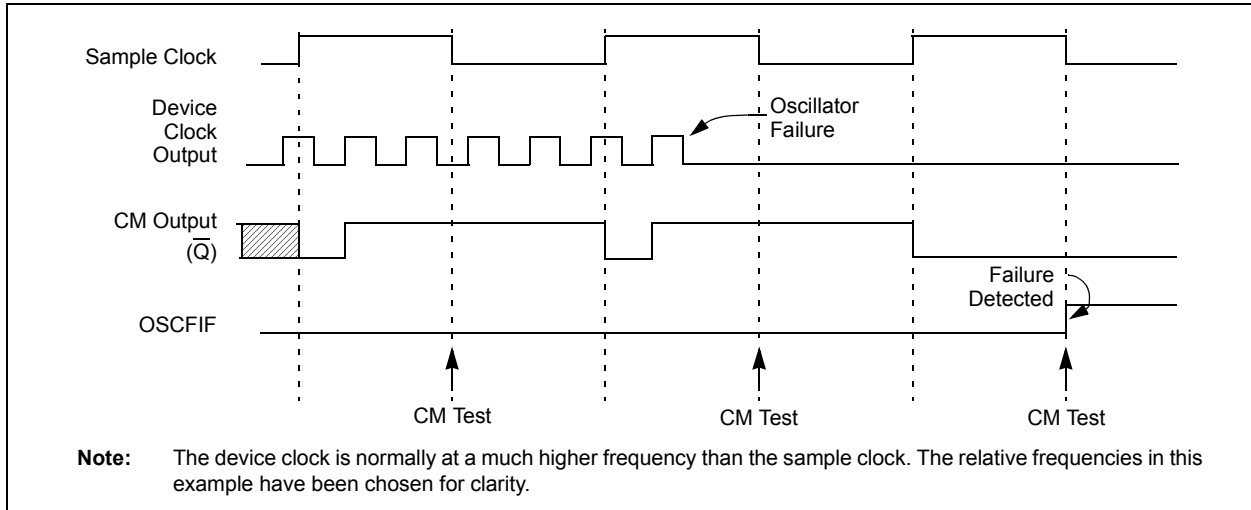 Sample Clock
Device
Clock
Output
Oscillator
Failure
CM Output
(Q̅)
Failure
Detected
OSCFIF
CM Test
CM Test
CM Test
Note: The device clock is normally at a much higher frequency than the sample clock. The relative frequencies in this
example have been chosen for clarity.